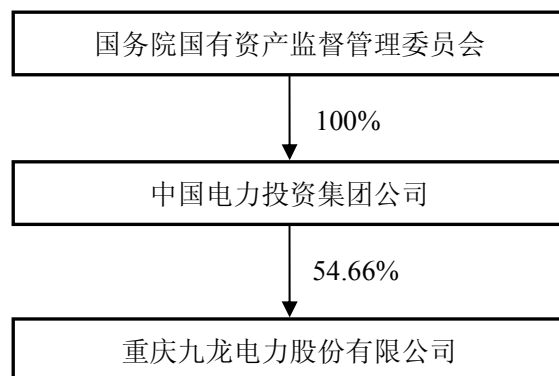 国务院国有资产监督管理委员会
100%
中国电力投资集团公司
54.66%
重庆九龙电力股份有限公司